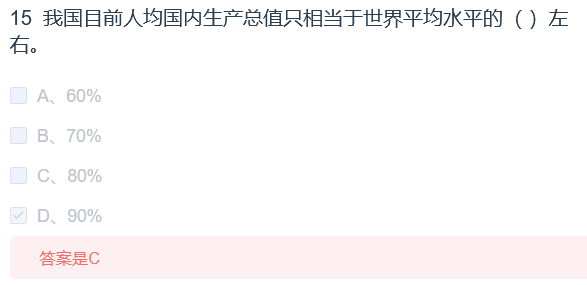 15 我国目前人均国内生产总值只相当于世界平均水平的（ ）左
右。
A、60%
B、70%
C、80%
D、90%
答案是C